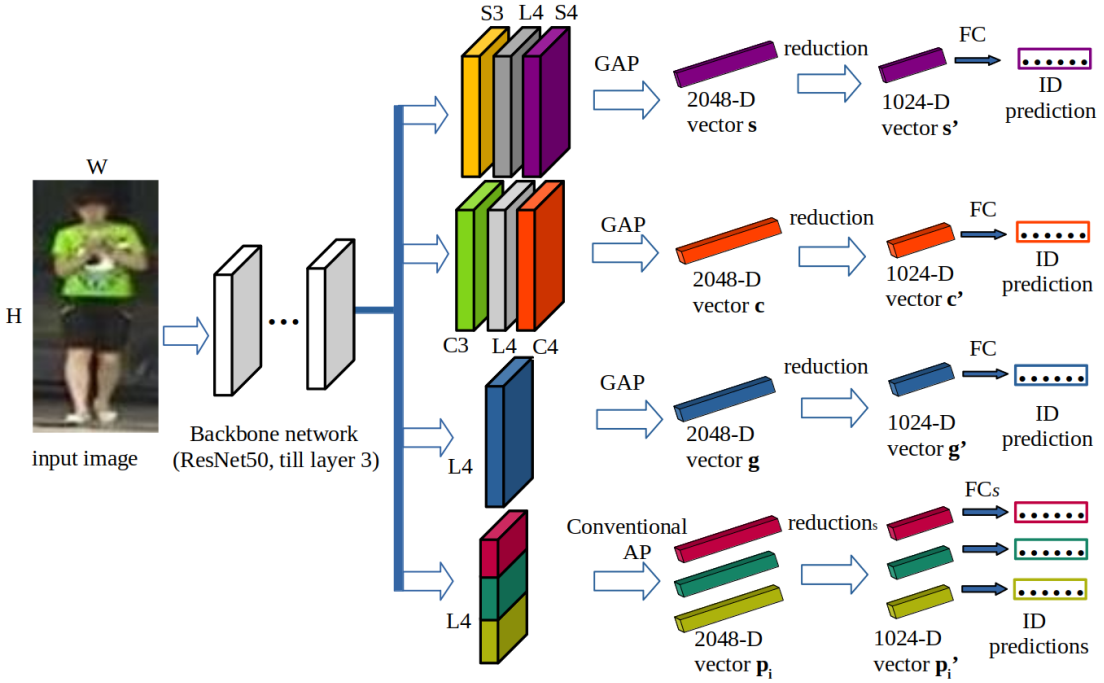 S3 L4 S4
GAP
reduction
FC
2048-D
vector s
1024-D
vector s’
ID
prediction
W
H
input image
Backbone network
(ResNet50, till layer 3)
GAP
reduction
FC
2048-D
vector c
1024-D
vector c’
ID
prediction
C3 L4 C4
L4
GAP
reduction
FC
2048-D
vector g
1024-D
vector g’
ID
prediction
L4
Conventional
AP
reductions
FCs
2048-D
vector pi
1024-D
vector pi’
ID
predictions